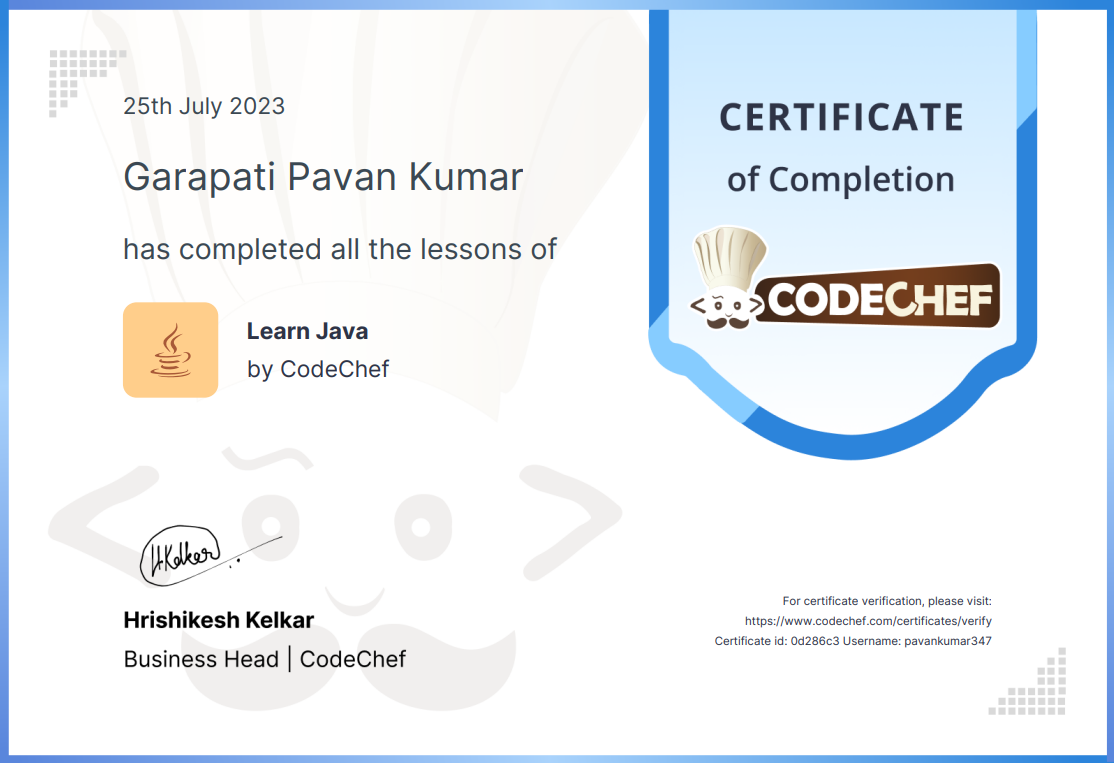 25th July 2023
Garapati Pavan Kumar
has completed all the lessons of
Learn Java
by CodeChef
CERTIFICATE
of Completion
CODECHEF
HKelkar
Hrishikesh Kelkar
Business Head | CodeChef
For certificate verification, please visit:
https://www.codechef.com/certificates/verify
Certificate id: 0d286c3 Username: pavankumar347